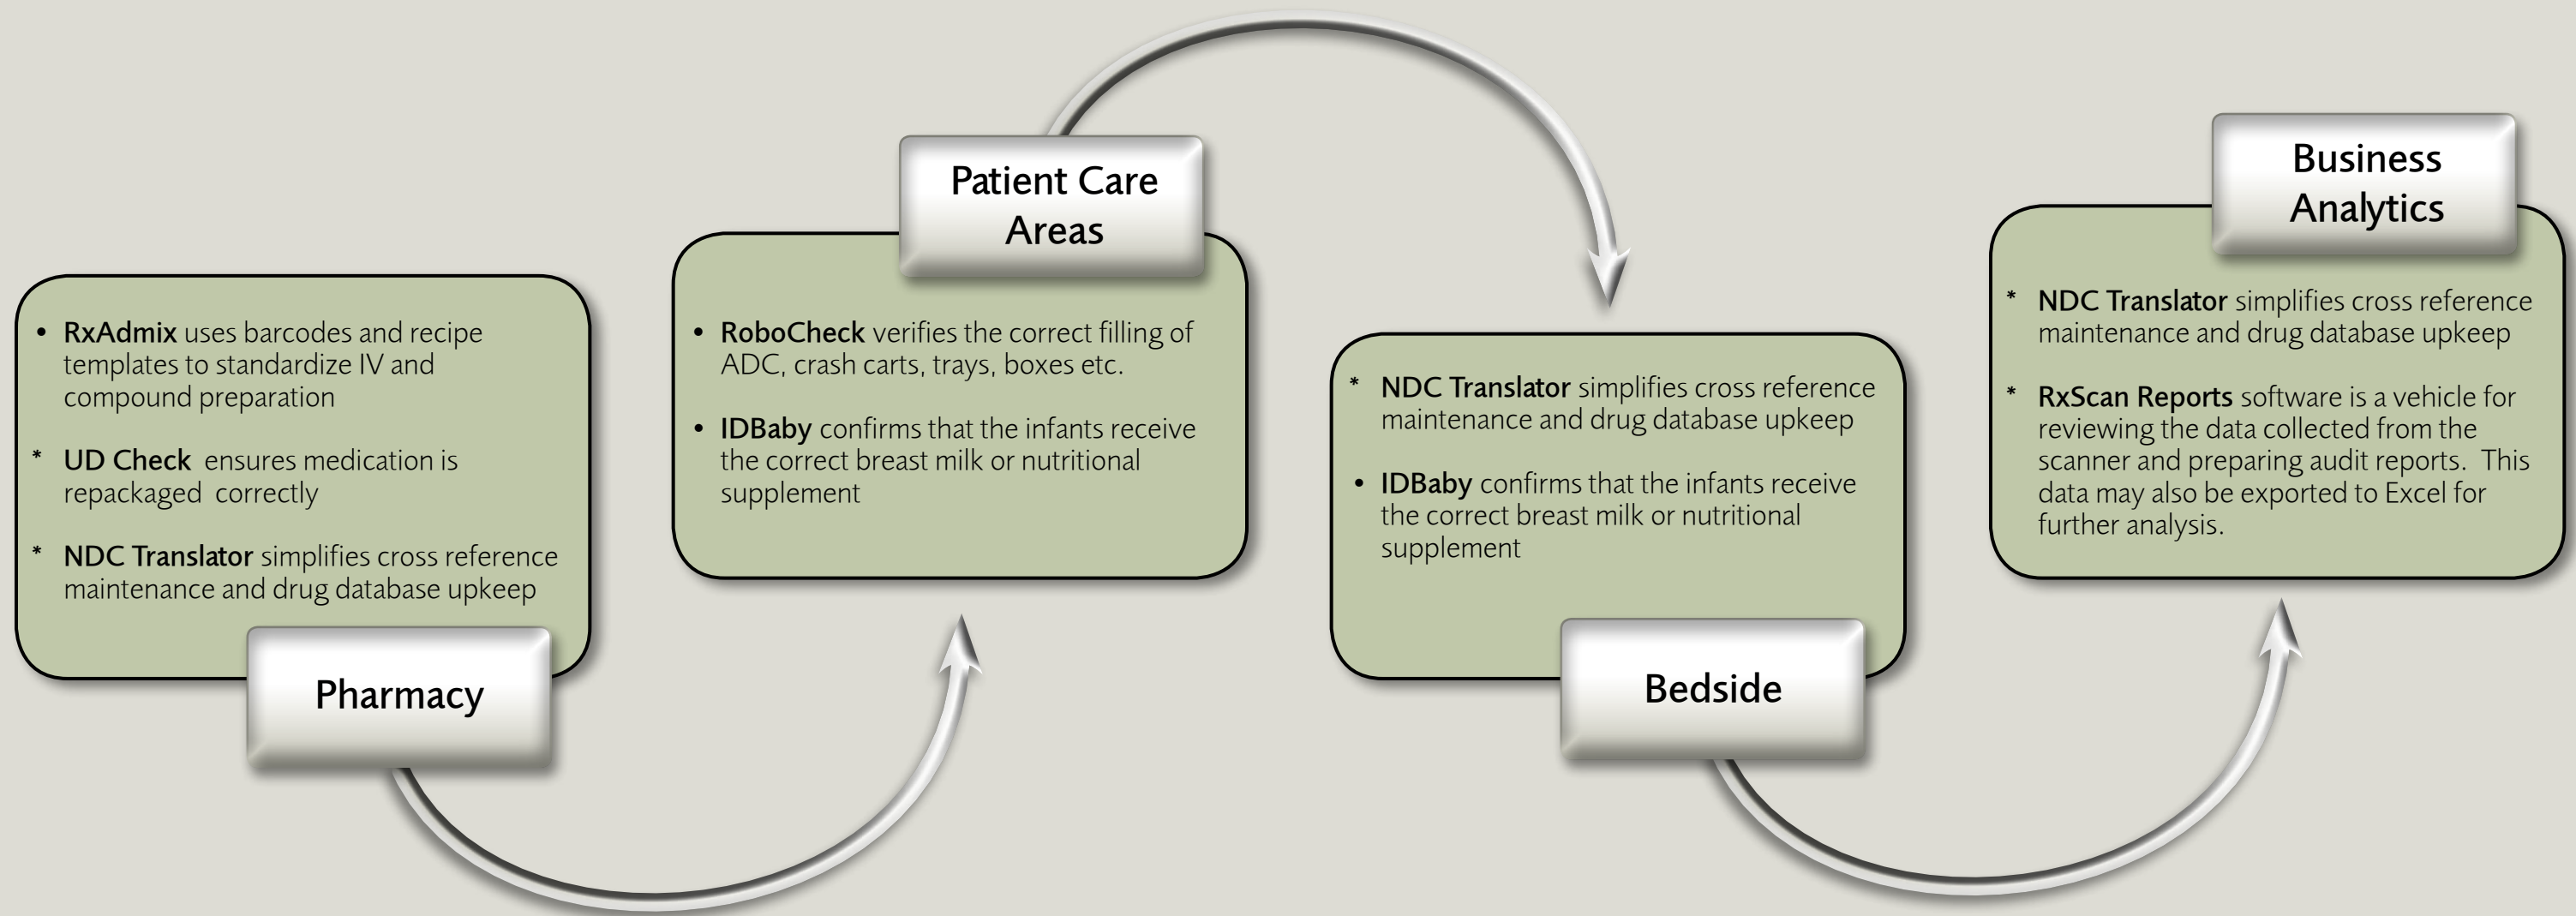 • RxAdmix uses barcodes and recipe
templates to standardize IV and
compound preparation
* UD Check ensures medication is
repackaged correctly
* NDC Translator simplifies cross reference
maintenance and drug database upkeep
Pharmacy
Patient Care
Areas
• RoboCheck verifies the correct filling of
ADC, crash carts, trays, boxes etc.
• IDBaby confirms that the infants receive
the correct breast milk or nutritional
supplement
* NDC Translator simplifies cross reference
maintenance and drug database upkeep
• IDBaby confirms that the infants receive
the correct breast milk or nutritional
supplement
Bedside
Business
Analytics
* NDC Translator simplifies cross reference
maintenance and drug database upkeep
* RxScan Reports software is a vehicle for
reviewing the data collected from the
scanner and preparing audit reports. This
data may also be exported to Excel for
further analysis.